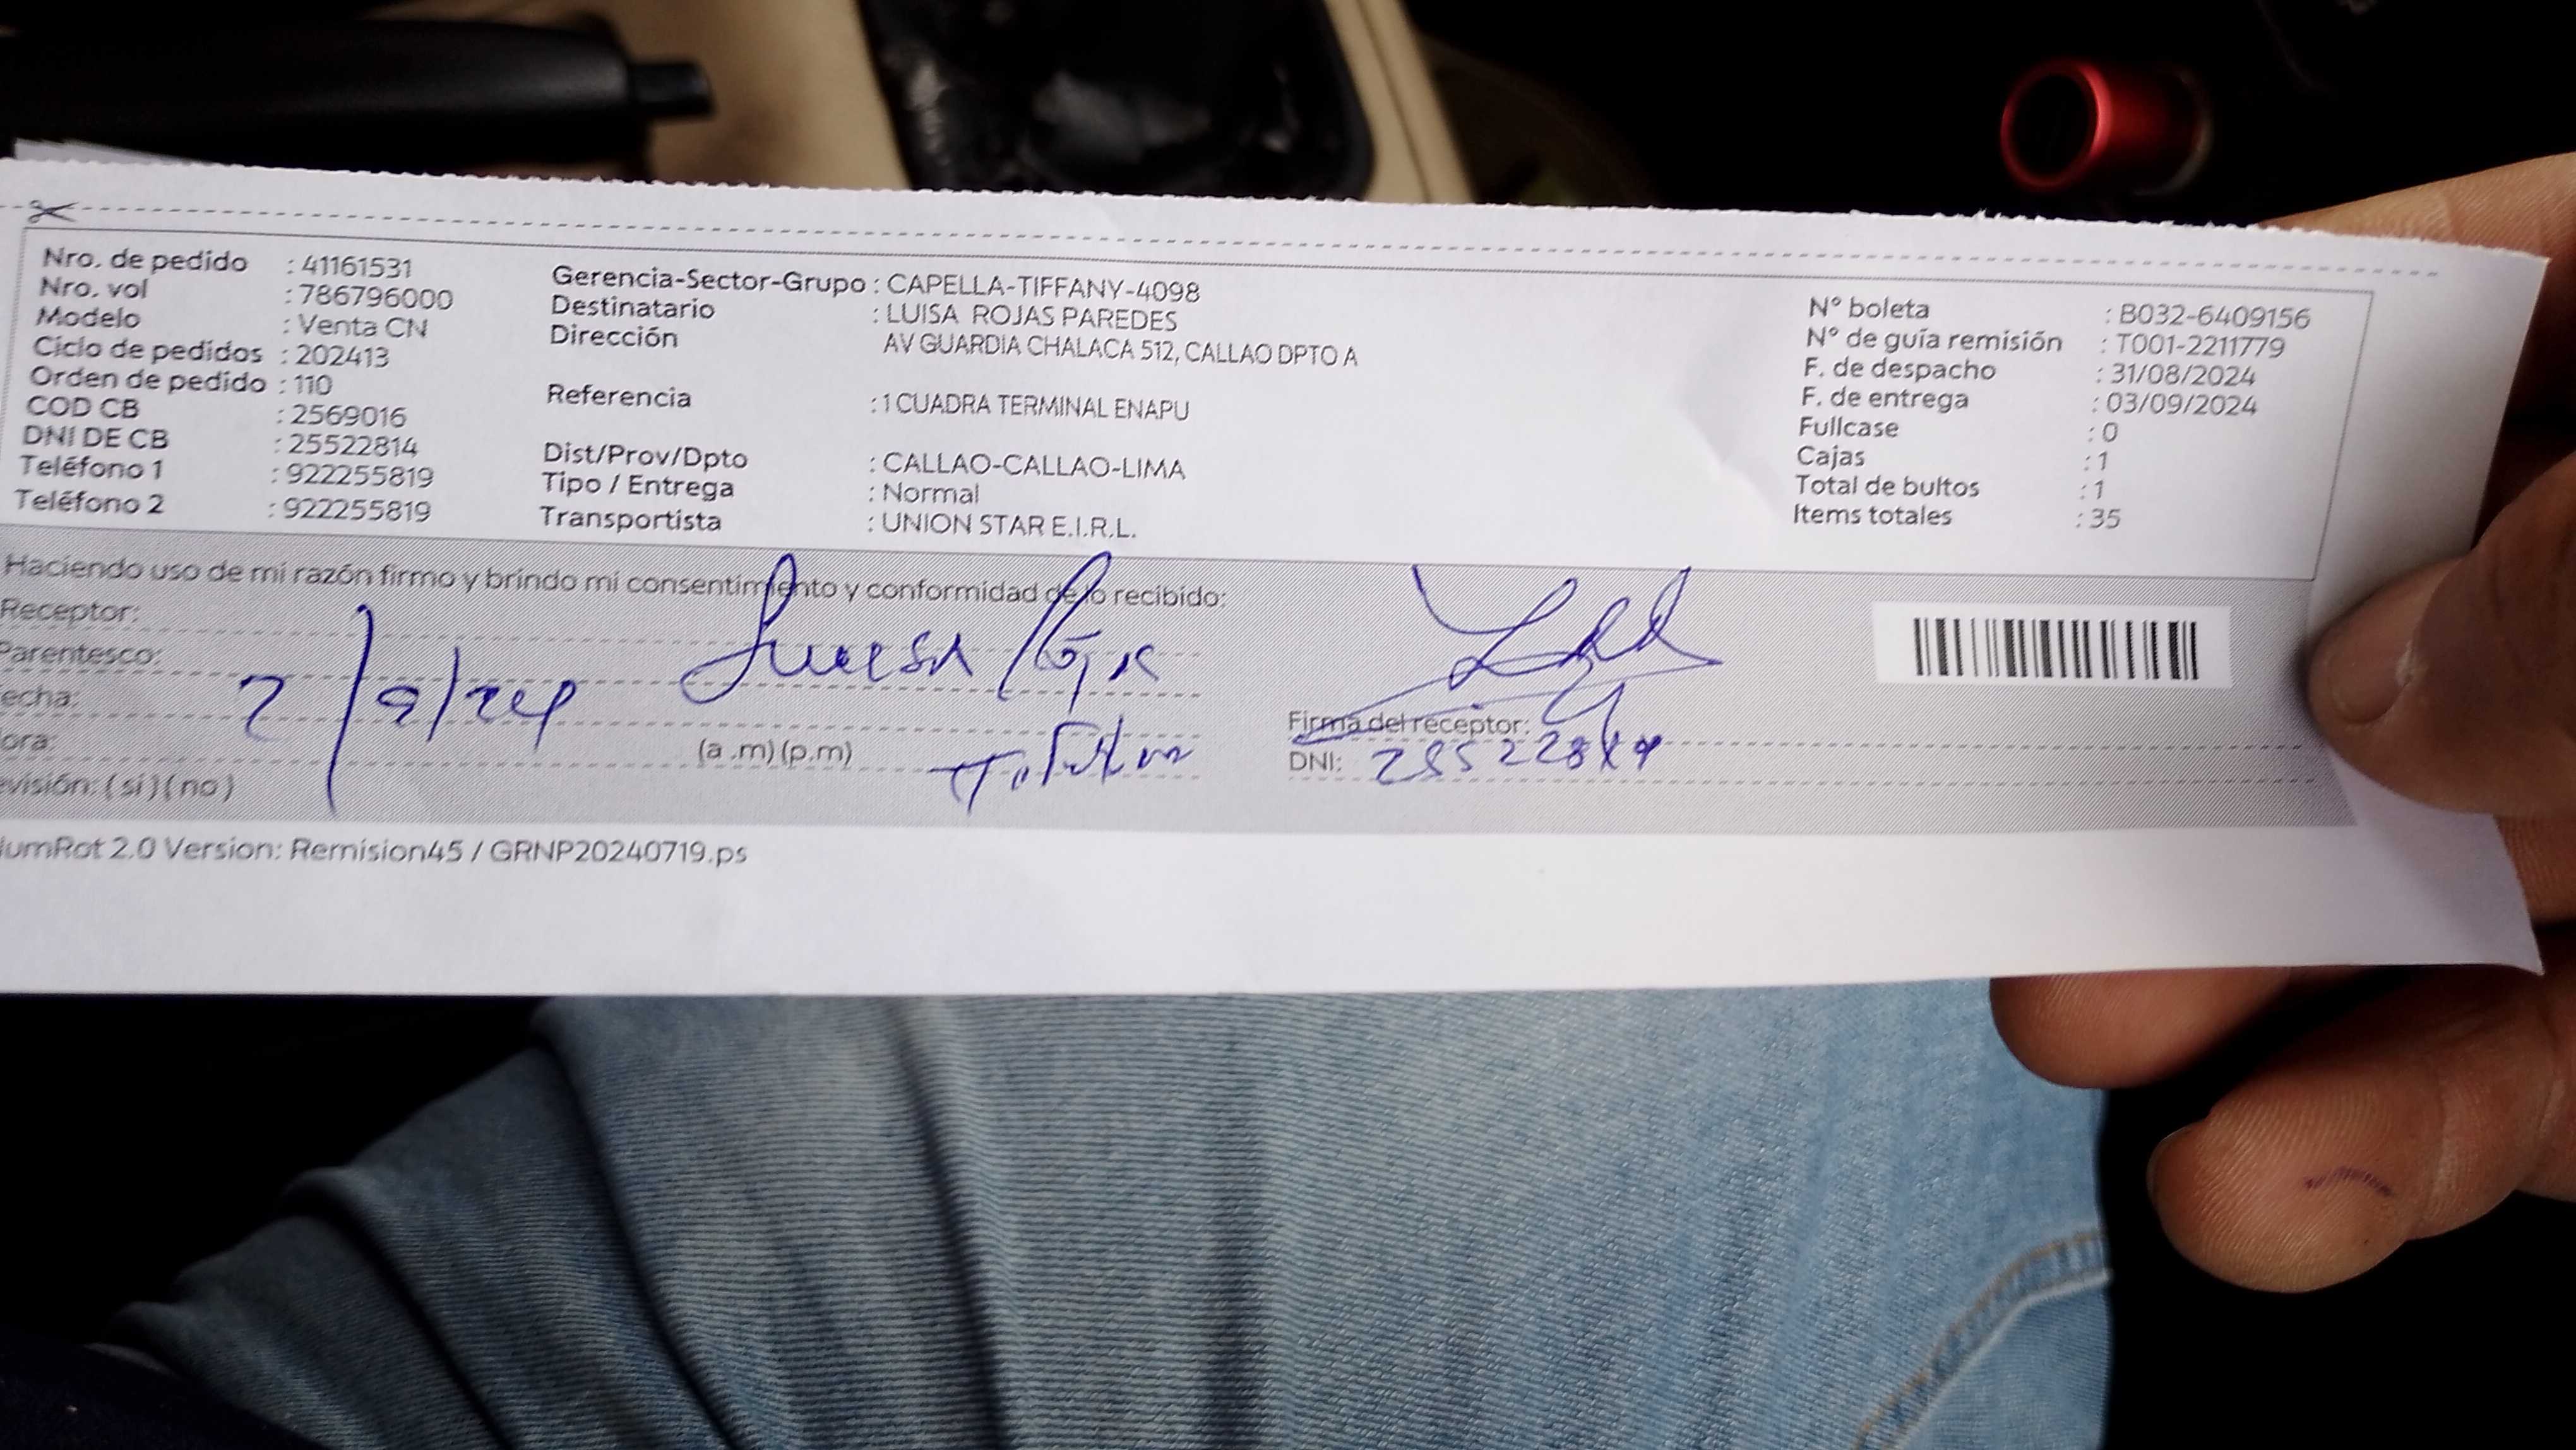 Nro. de pedido : 41161531
Nro. vol : 786796000
Modelo : Venta CN
Ciclo de pedidos : 202413
Orden de pedido : 110
COD CB : 2569016
DNI DE CB : 25522814
Teléfono 1 : 922255819
Teléfono 2 : 922255819
Gerencia-Sector-Grupo : CAPELLA-TIFFANY-4098
Destinatario : LUISA ROJAS PAREDES
Dirección AV GUARDIA CHALACA 512, CALLAO DPTO A
Referencia : 1 CUADRA TERMINAL ENAPU
Dist/Prov/Dpto : CALLAO-CALLAO-LIMA
Tipo / Entrega : Normal
Transportista : UNION STAR E.I.R.L.
N° boleta : B032-6409156
N° de guía remisión : T001-2211779
F. de despacho : 31/08/2024
F. de entrega : 03/09/2024
Fullcase : 0
Cajas : 1
Total de bultos : 1
Items totales : 35
Haciendo uso de mi razón firmo y brindo mi consentimiento y conformidad de lo recibido:
Receptor:
Parentesco:
echa: 2/9/24
ora: (a .m) (p.m) Titular
evisión: ( si ) ( no )
Firma del receptor:
DNI: 25522814
umRot 2.0 Version: Remision45 / GRNP20240719.ps